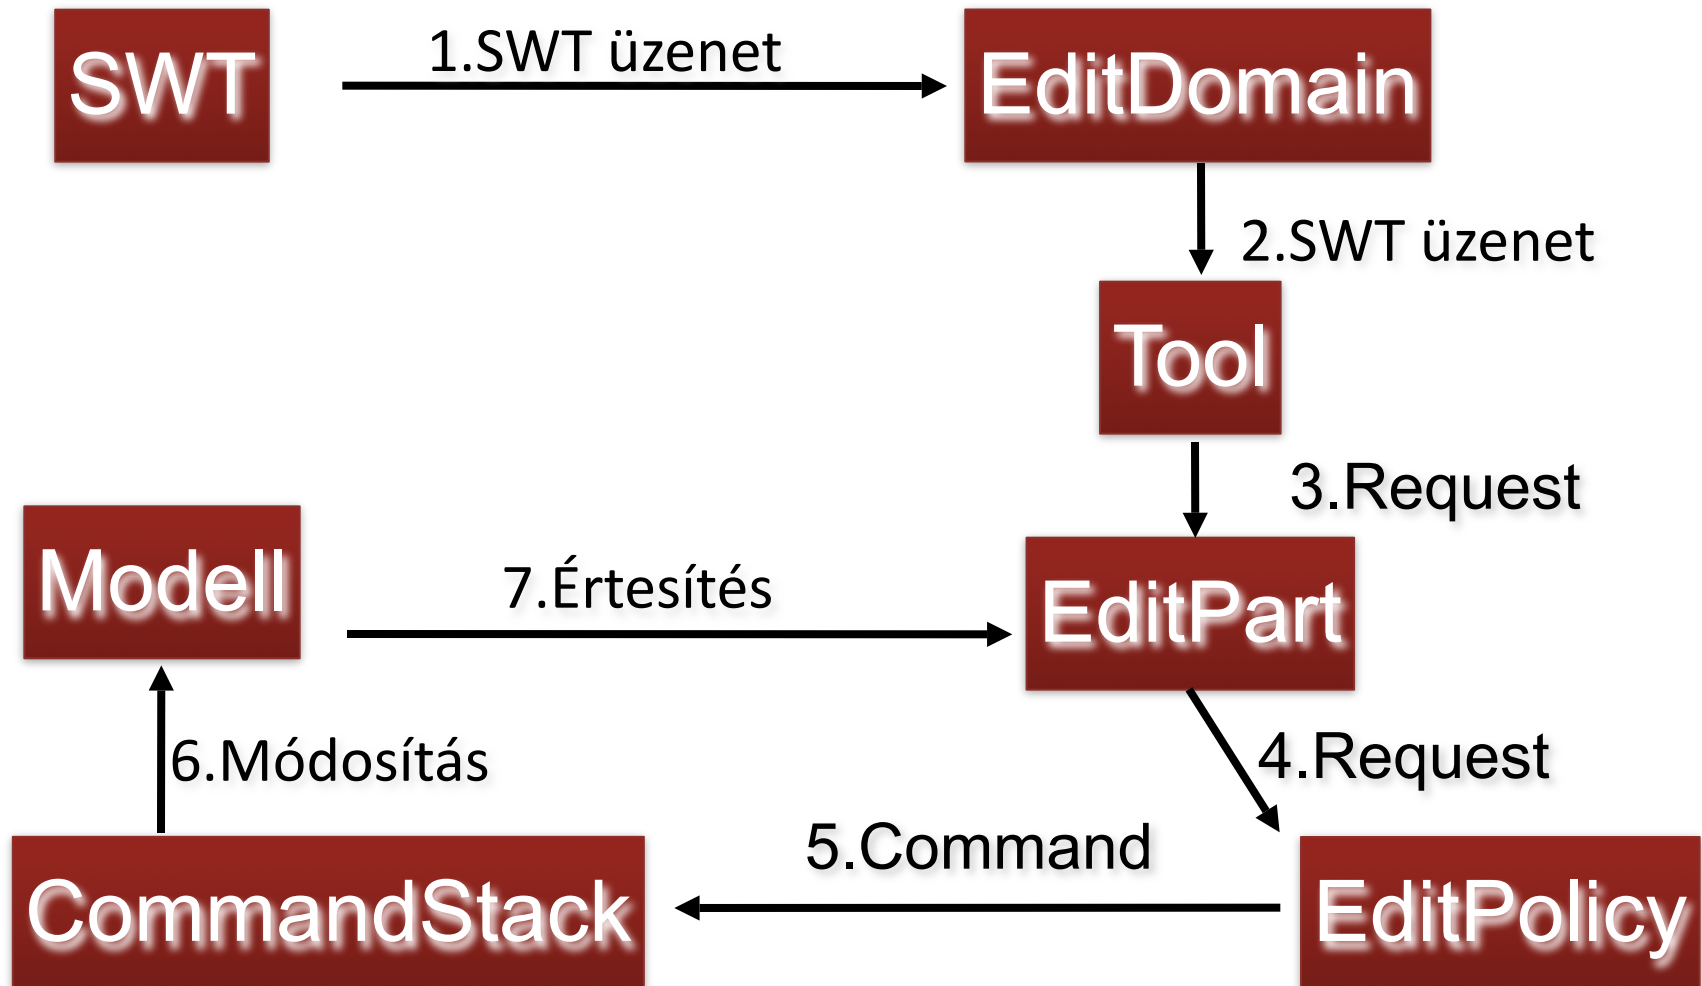 SWT
1.SWT üzenet
EditDomain
2.SWT üzenet
Tool
3.Request
Modell
7.Értesítés
EditPart
6.Módosítás
4.Request
5.Command
CommandStack
EditPolicy